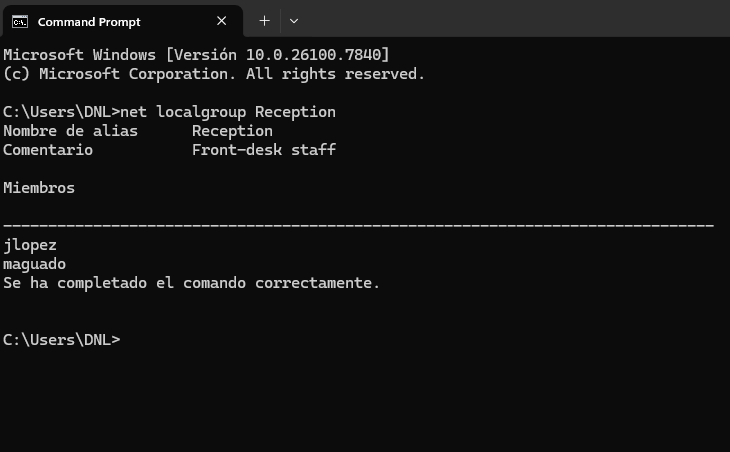 Command Prompt
Microsoft Windows [Versión 10.0.26100.7840]
(c) Microsoft Corporation. All rights reserved.
C:\Users\DNL>net localgroup Reception
Nombre de alias      Reception
Comentario           Front-desk staff
Miembros
-------------------------------------------------------------------------------
jlopez
maguado
Se ha completado el comando correctamente.
C:\Users\DNL>